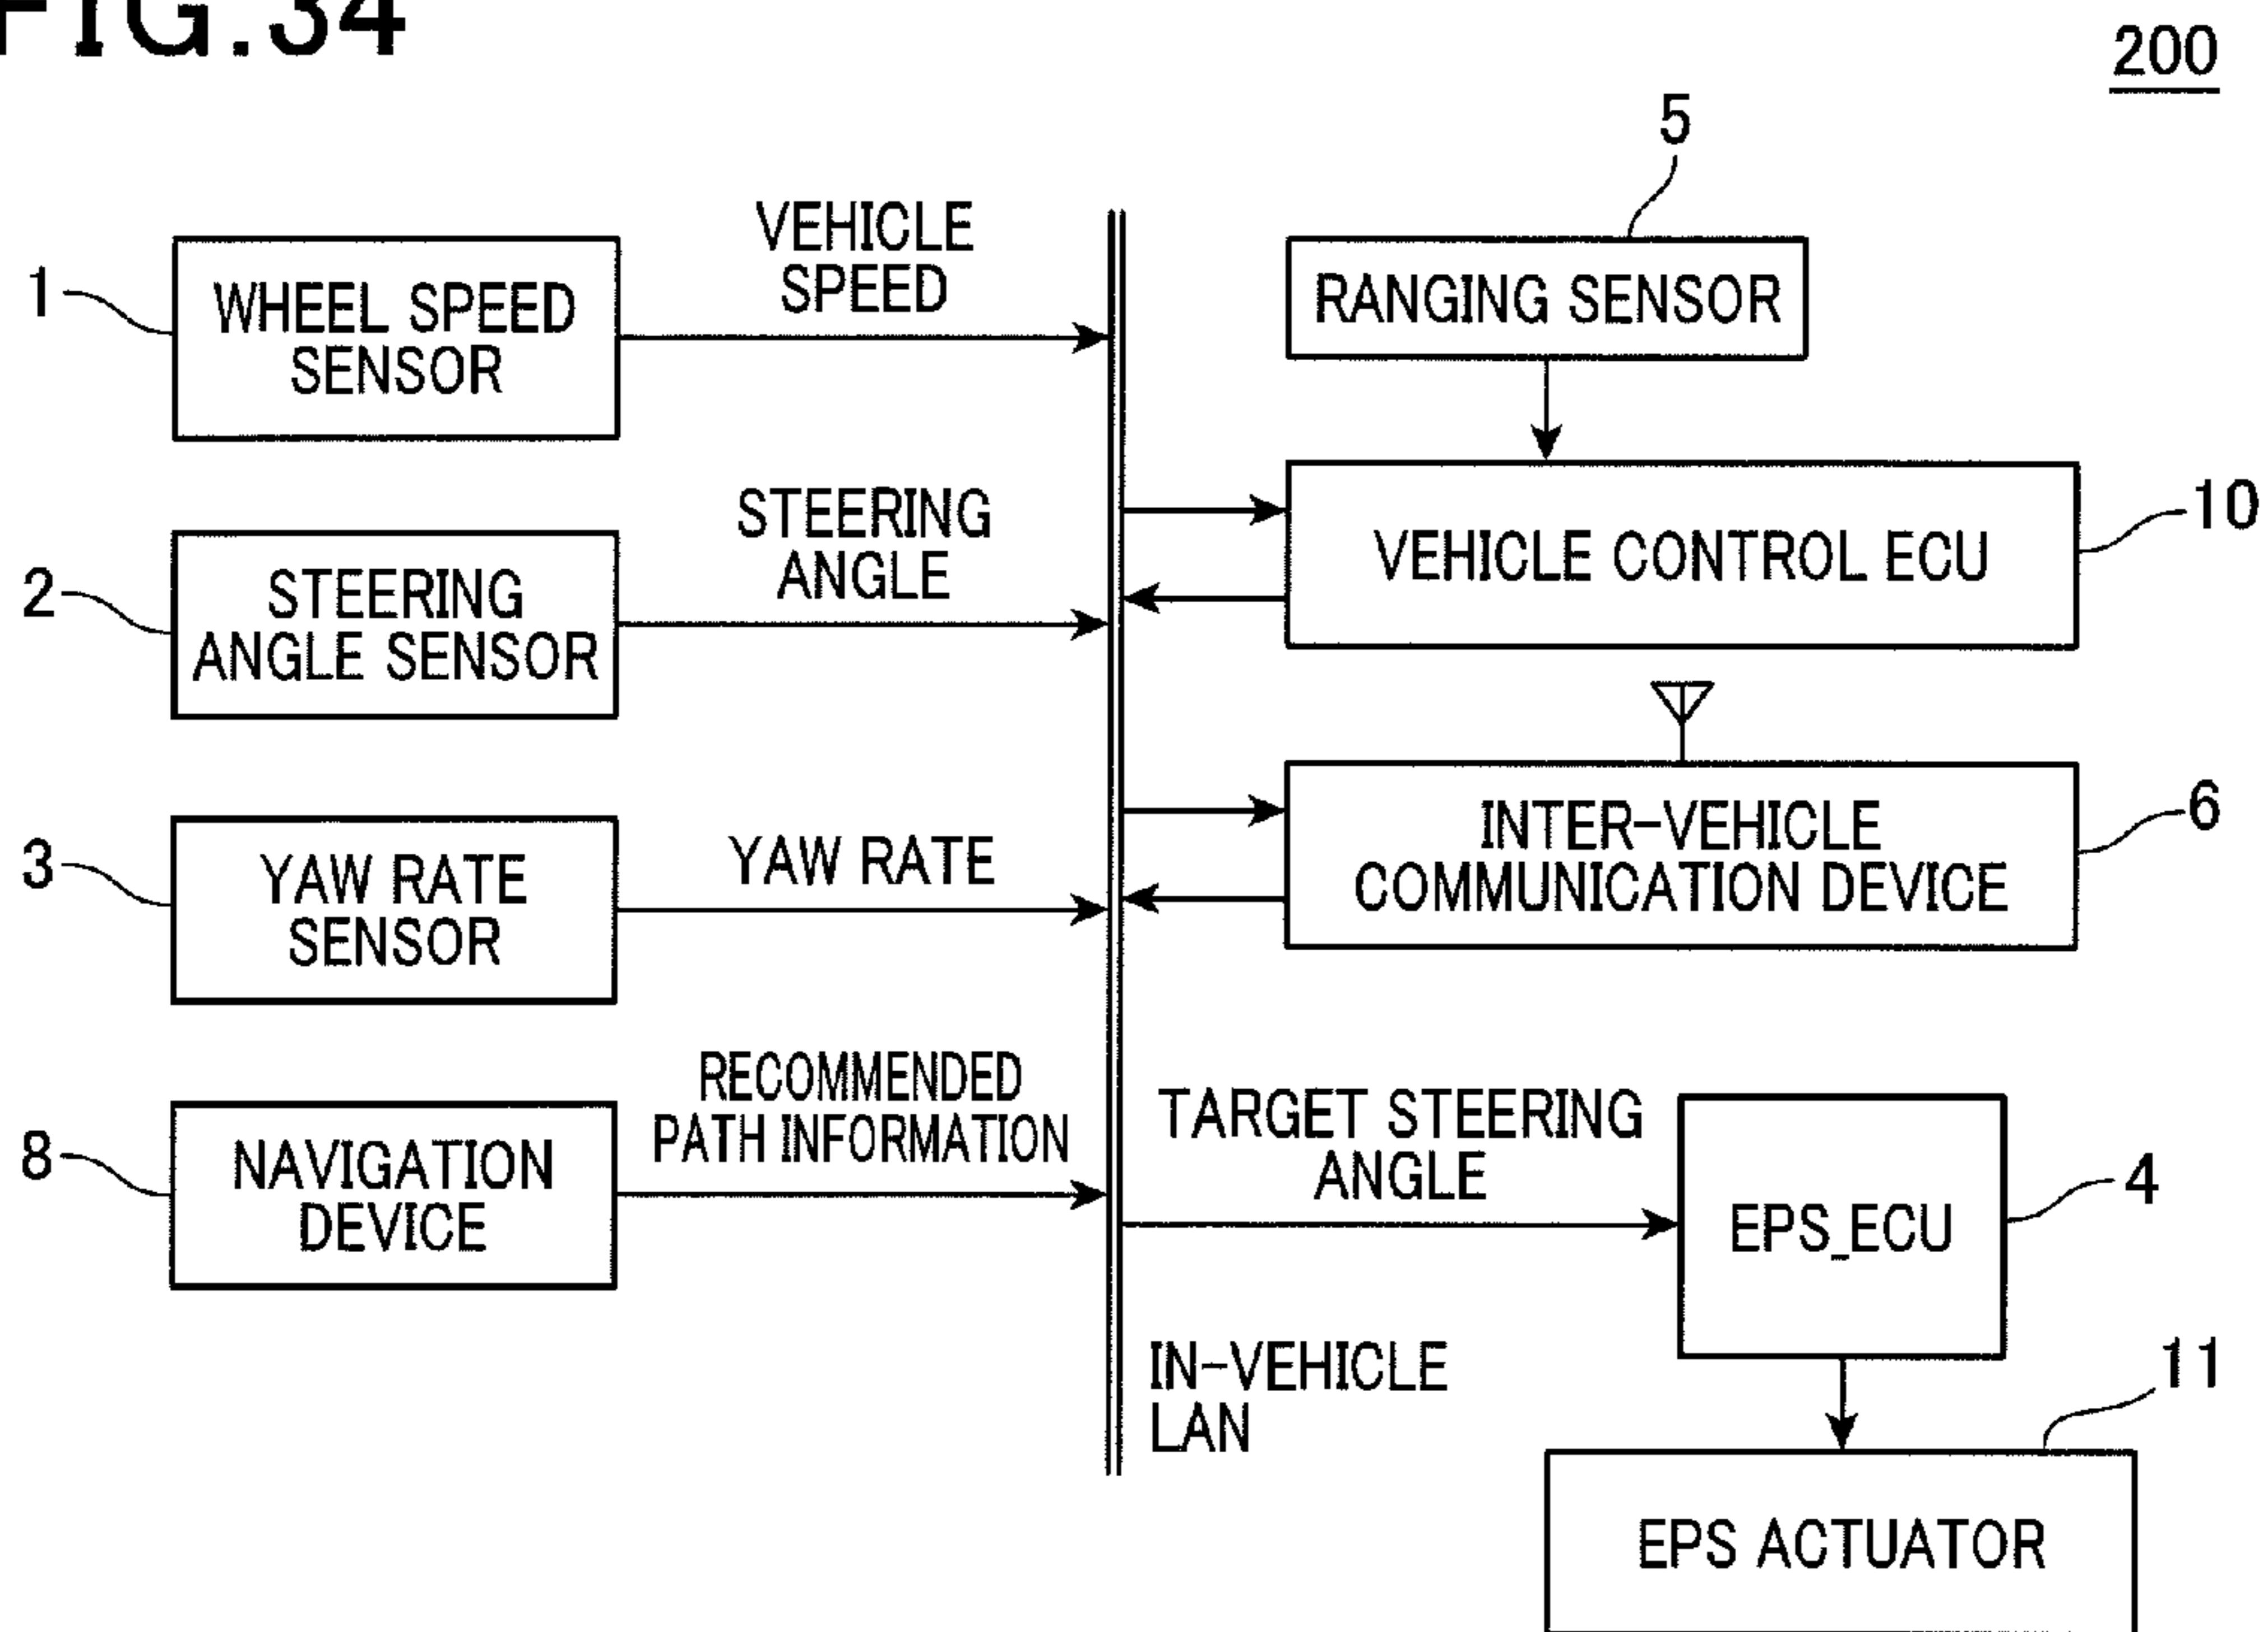 FIG.34
200
5
VEHICLE
SPEED
1
WHEEL SPEED
SENSOR
RANGING SENSOR
STEERING
ANGLE
2
STEERING
ANGLE SENSOR
VEHICLE CONTROL ECU
10
YAW RATE
3
YAW RATE
SENSOR
INTER-VEHICLE
COMMUNICATION DEVICE
6
RECOMMENDED
PATH INFORMATION
8
NAVIGATION
DEVICE
TARGET STEERING
ANGLE
EPS_ECU
4
IN-VEHICLE
LAN
11
EPS ACTUATOR